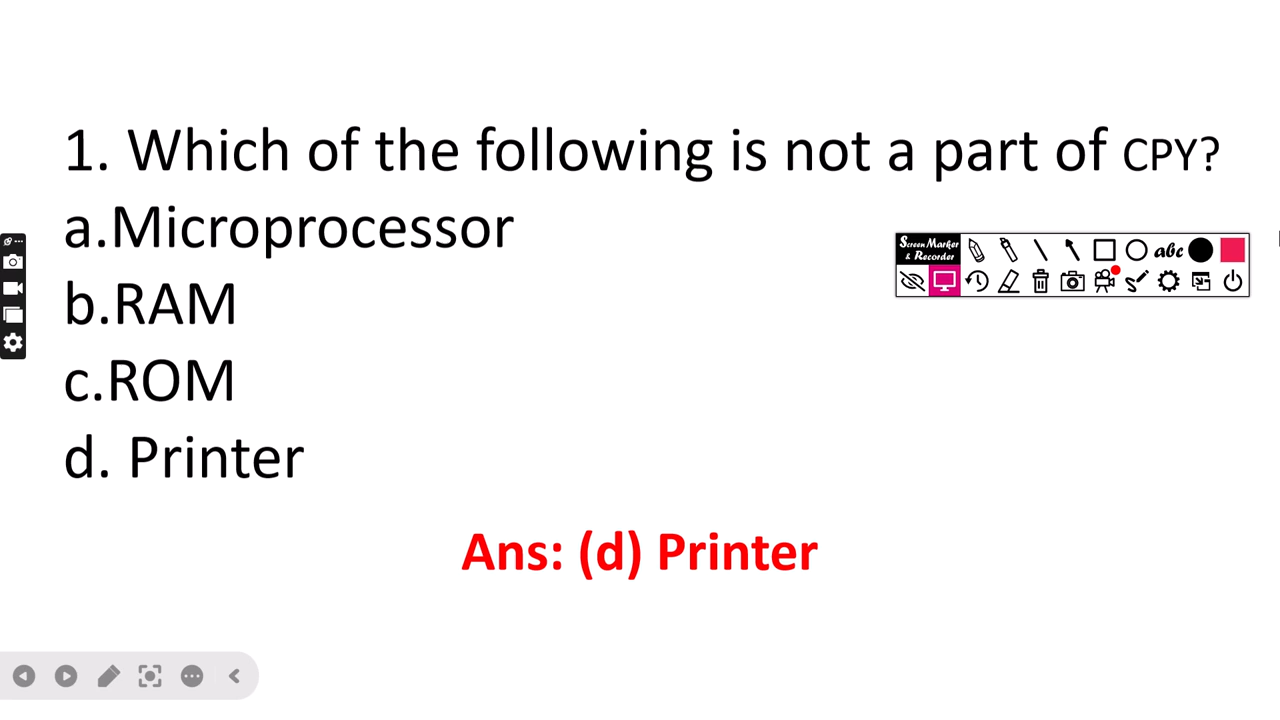 1. Which of the following is not a part of CPY?
a.Microprocessor
b.RAM
c.ROM
d. Printer
Ans: (d) Printer
Screen Marker
& Recorder
abc